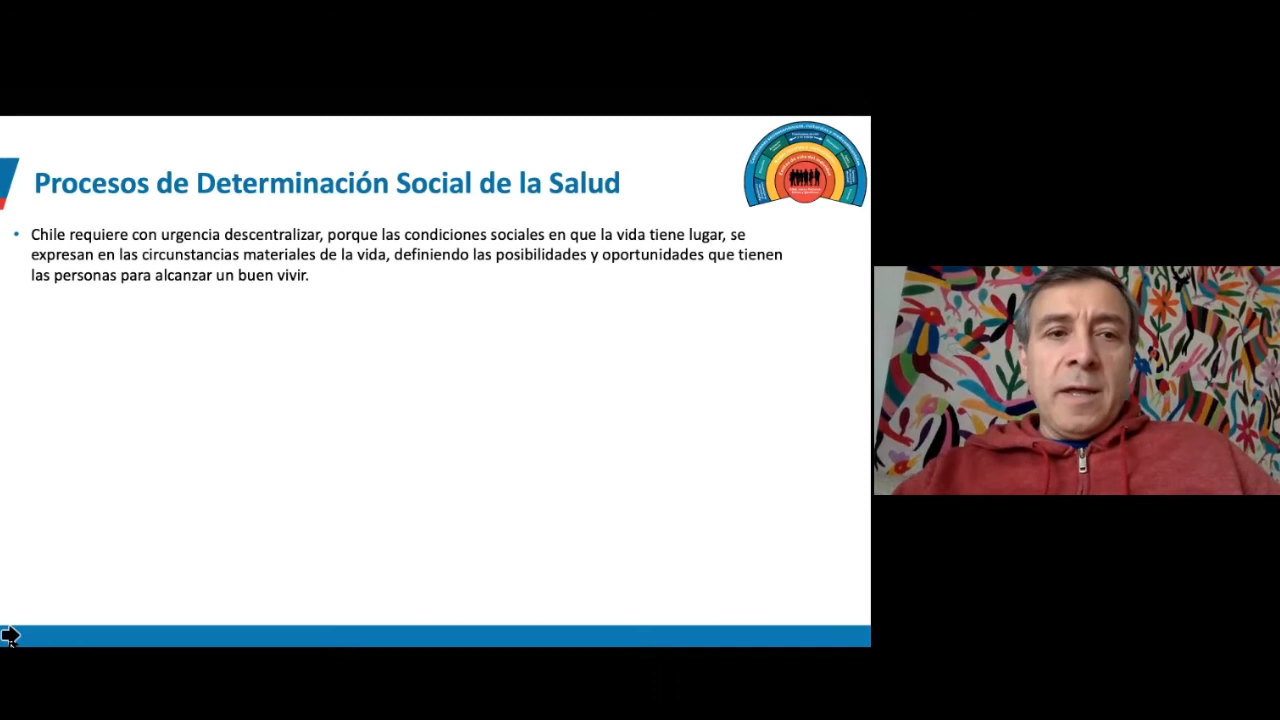 Procesos de Determinación Social de la Salud
• Chile requiere con urgencia descentralizar, porque las condiciones sociales en que la vida tiene lugar, se
expresan en las circunstancias materiales de la vida, definiendo las posibilidades y oportunidades que tienen
las personas para alcanzar un buen vivir.